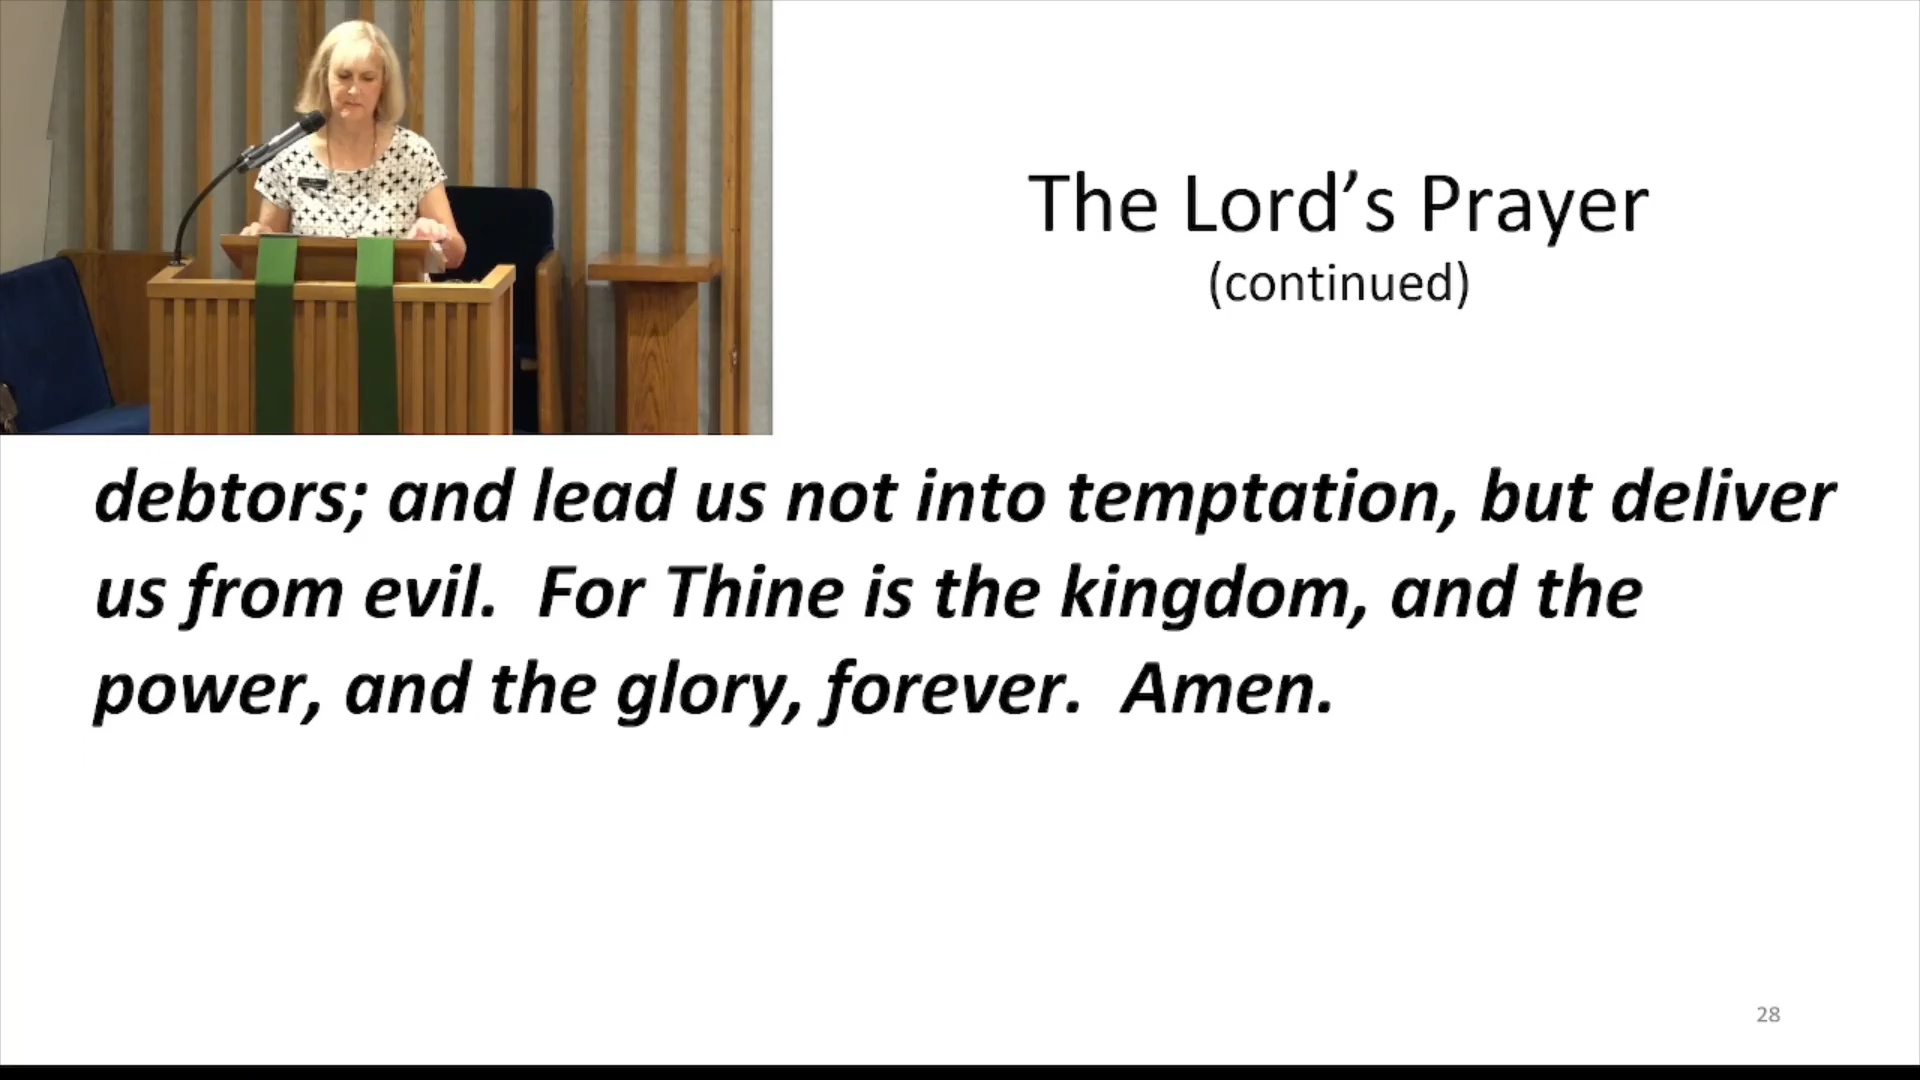 The Lord’s Prayer
(continued)
debtors; and lead us not into temptation, but deliver
us from evil.  For Thine is the kingdom, and the
power, and the glory, forever.  Amen.
28